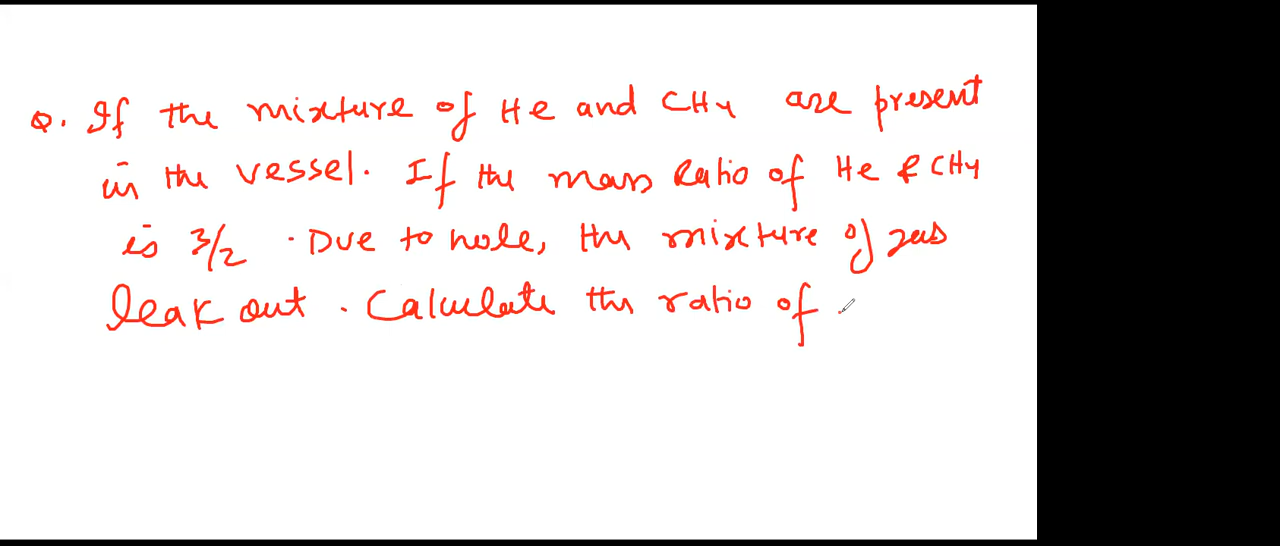 Q. If the mixture of He and CH4 are present
in the vessel. If the mass Ratio of He & CH4
is 3/2. Due to hole, the mixture of gas
leak out. Calculate the ratio of